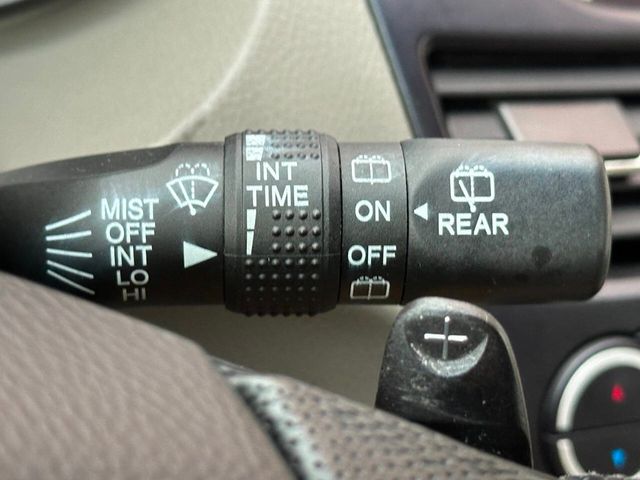 MIST
OFF
INT
LO
HI
INT
TIME
ON
OFF
REAR
+